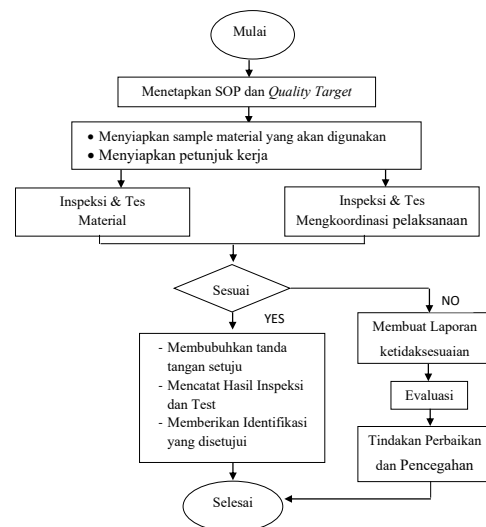 Mulai
Menetapkan SOP dan Quality Target
• Menyiapkan sample material yang akan digunakan
• Menyiapkan petunjuk kerja
Inspeksi & Tes
Material
Inspeksi & Tes
Mengkoordinasi pelaksanaan
Sesuai
NO
YES
Membuat Laporan
ketidaksesuaian
- Membubuhkan tanda
tangan setuju
- Mencatat Hasil Inspeksi
dan Test
- Memberikan Identifikasi
yang disetujui
Evaluasi
Tindakan Perbaikan
dan Pencegahan
Selesai